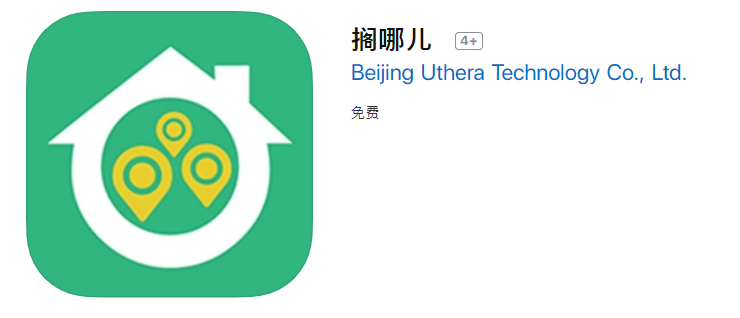 搁哪儿 4+
Beijing Uthera Technology Co., Ltd.
免费